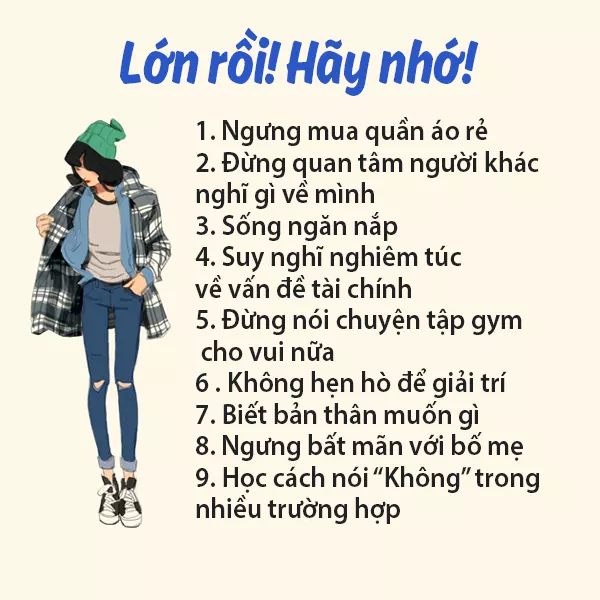 Lớn rồi! Hãy nhớ!
1. Ngưng mua quần áo rẻ
2. Đừng quan tâm người khác
nghĩ gì về mình
3. Sống ngăn nắp
4. Suy nghĩ nghiêm túc
về vấn đề tài chính
5. Đừng nói chuyện tập gym
cho vui nữa
6 . Không hẹn hò để giải trí
7. Biết bản thân muốn gì
8. Ngưng bất mãn với bố mẹ
9. Học cách nói “Không” trong
nhiều trường hợp